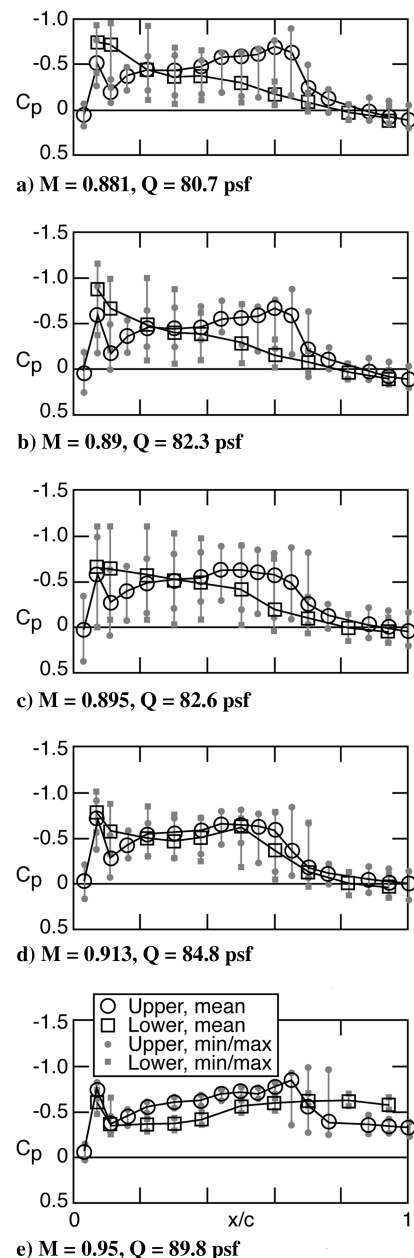 -1.0
-0.5
Cp
0
0.5
a) M = 0.881, Q = 80.7 psf
-1.5
-1.0
-0.5
Cp
0
0.5
b) M = 0.89, Q = 82.3 psf
-1.5
-1.0
-0.5
Cp
0
0.5
c) M = 0.895, Q = 82.6 psf
-1.5
-1.0
-0.5
Cp
0
0.5
d) M = 0.913, Q = 84.8 psf
Upper, mean
Lower, mean
Upper, min/max
Lower, min/max
-1.5
-1.0
-0.5
Cp
0
0.5
0 x/c 1
e) M = 0.95, Q = 89.8 psf